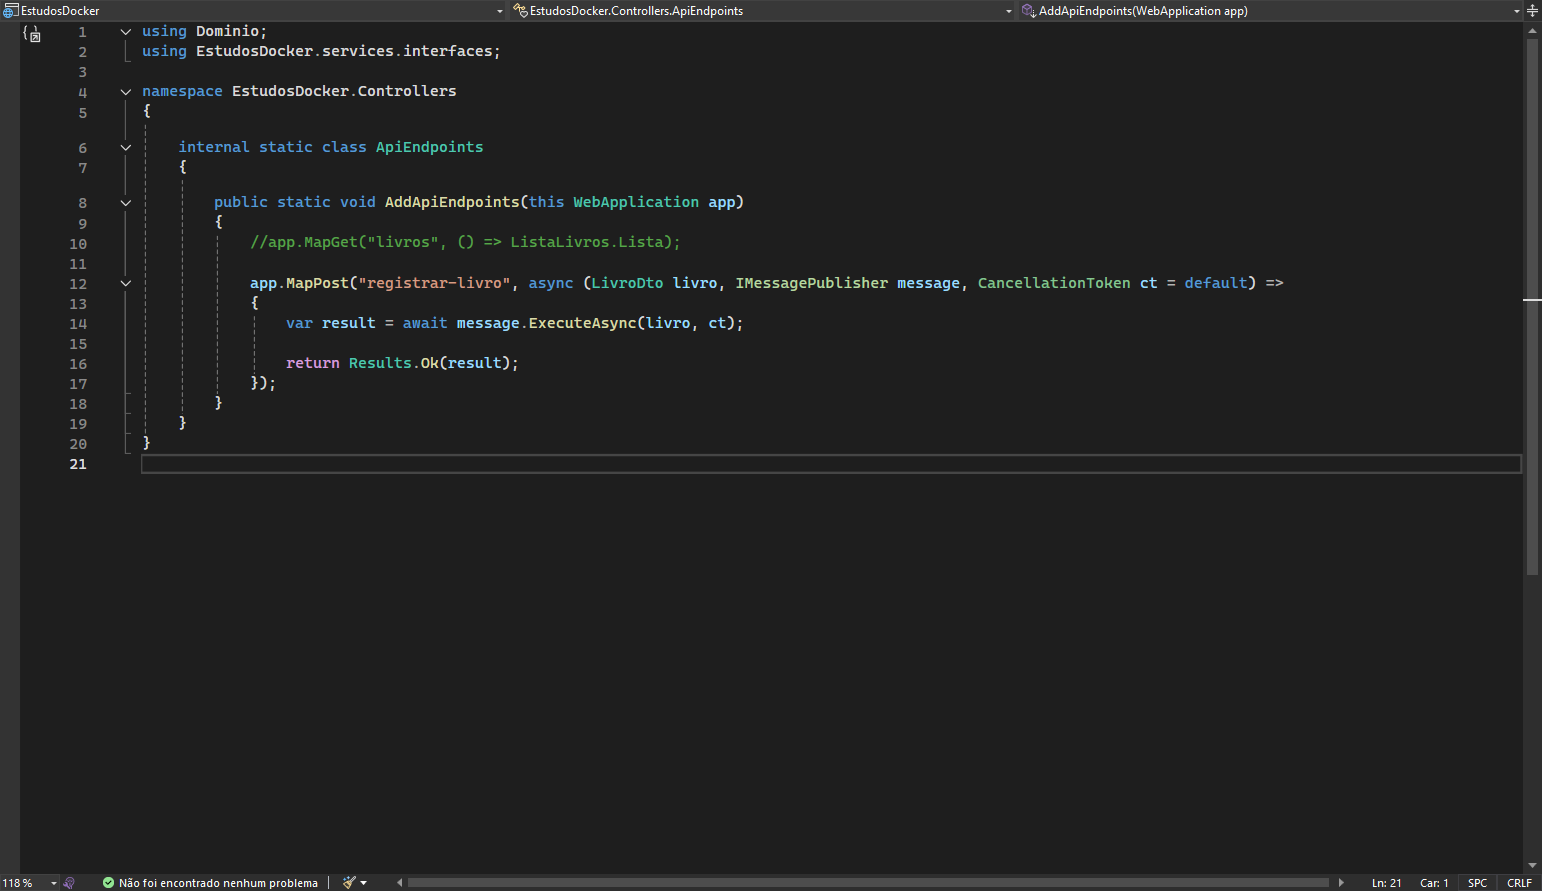 EstudosDocker EstudosDocker.Controllers.ApiEndpoints AddApiEndpoints(WebApplication app)
1 using Dominio;
2 using EstudosDocker.services.interfaces;
3
4 namespace EstudosDocker.Controllers
5 {
6 internal static class ApiEndpoints
7 {
8 public static void AddApiEndpoints(this WebApplication app)
9 {
10 //app.MapGet("livros", () => ListaLivros.Lista);
11
12 app.MapPost("registrar-livro", async (LivroDto livro, IMessagePublisher message, CancellationToken ct = default) =>
13 {
14 var result = await message.ExecuteAsync(livro, ct);
15
16 return Results.Ok(result);
17 });
18 }
19 }
20 }
21
118 % Não foi encontrado nenhum problema Ln: 21 Car: 1 SPC CRLF